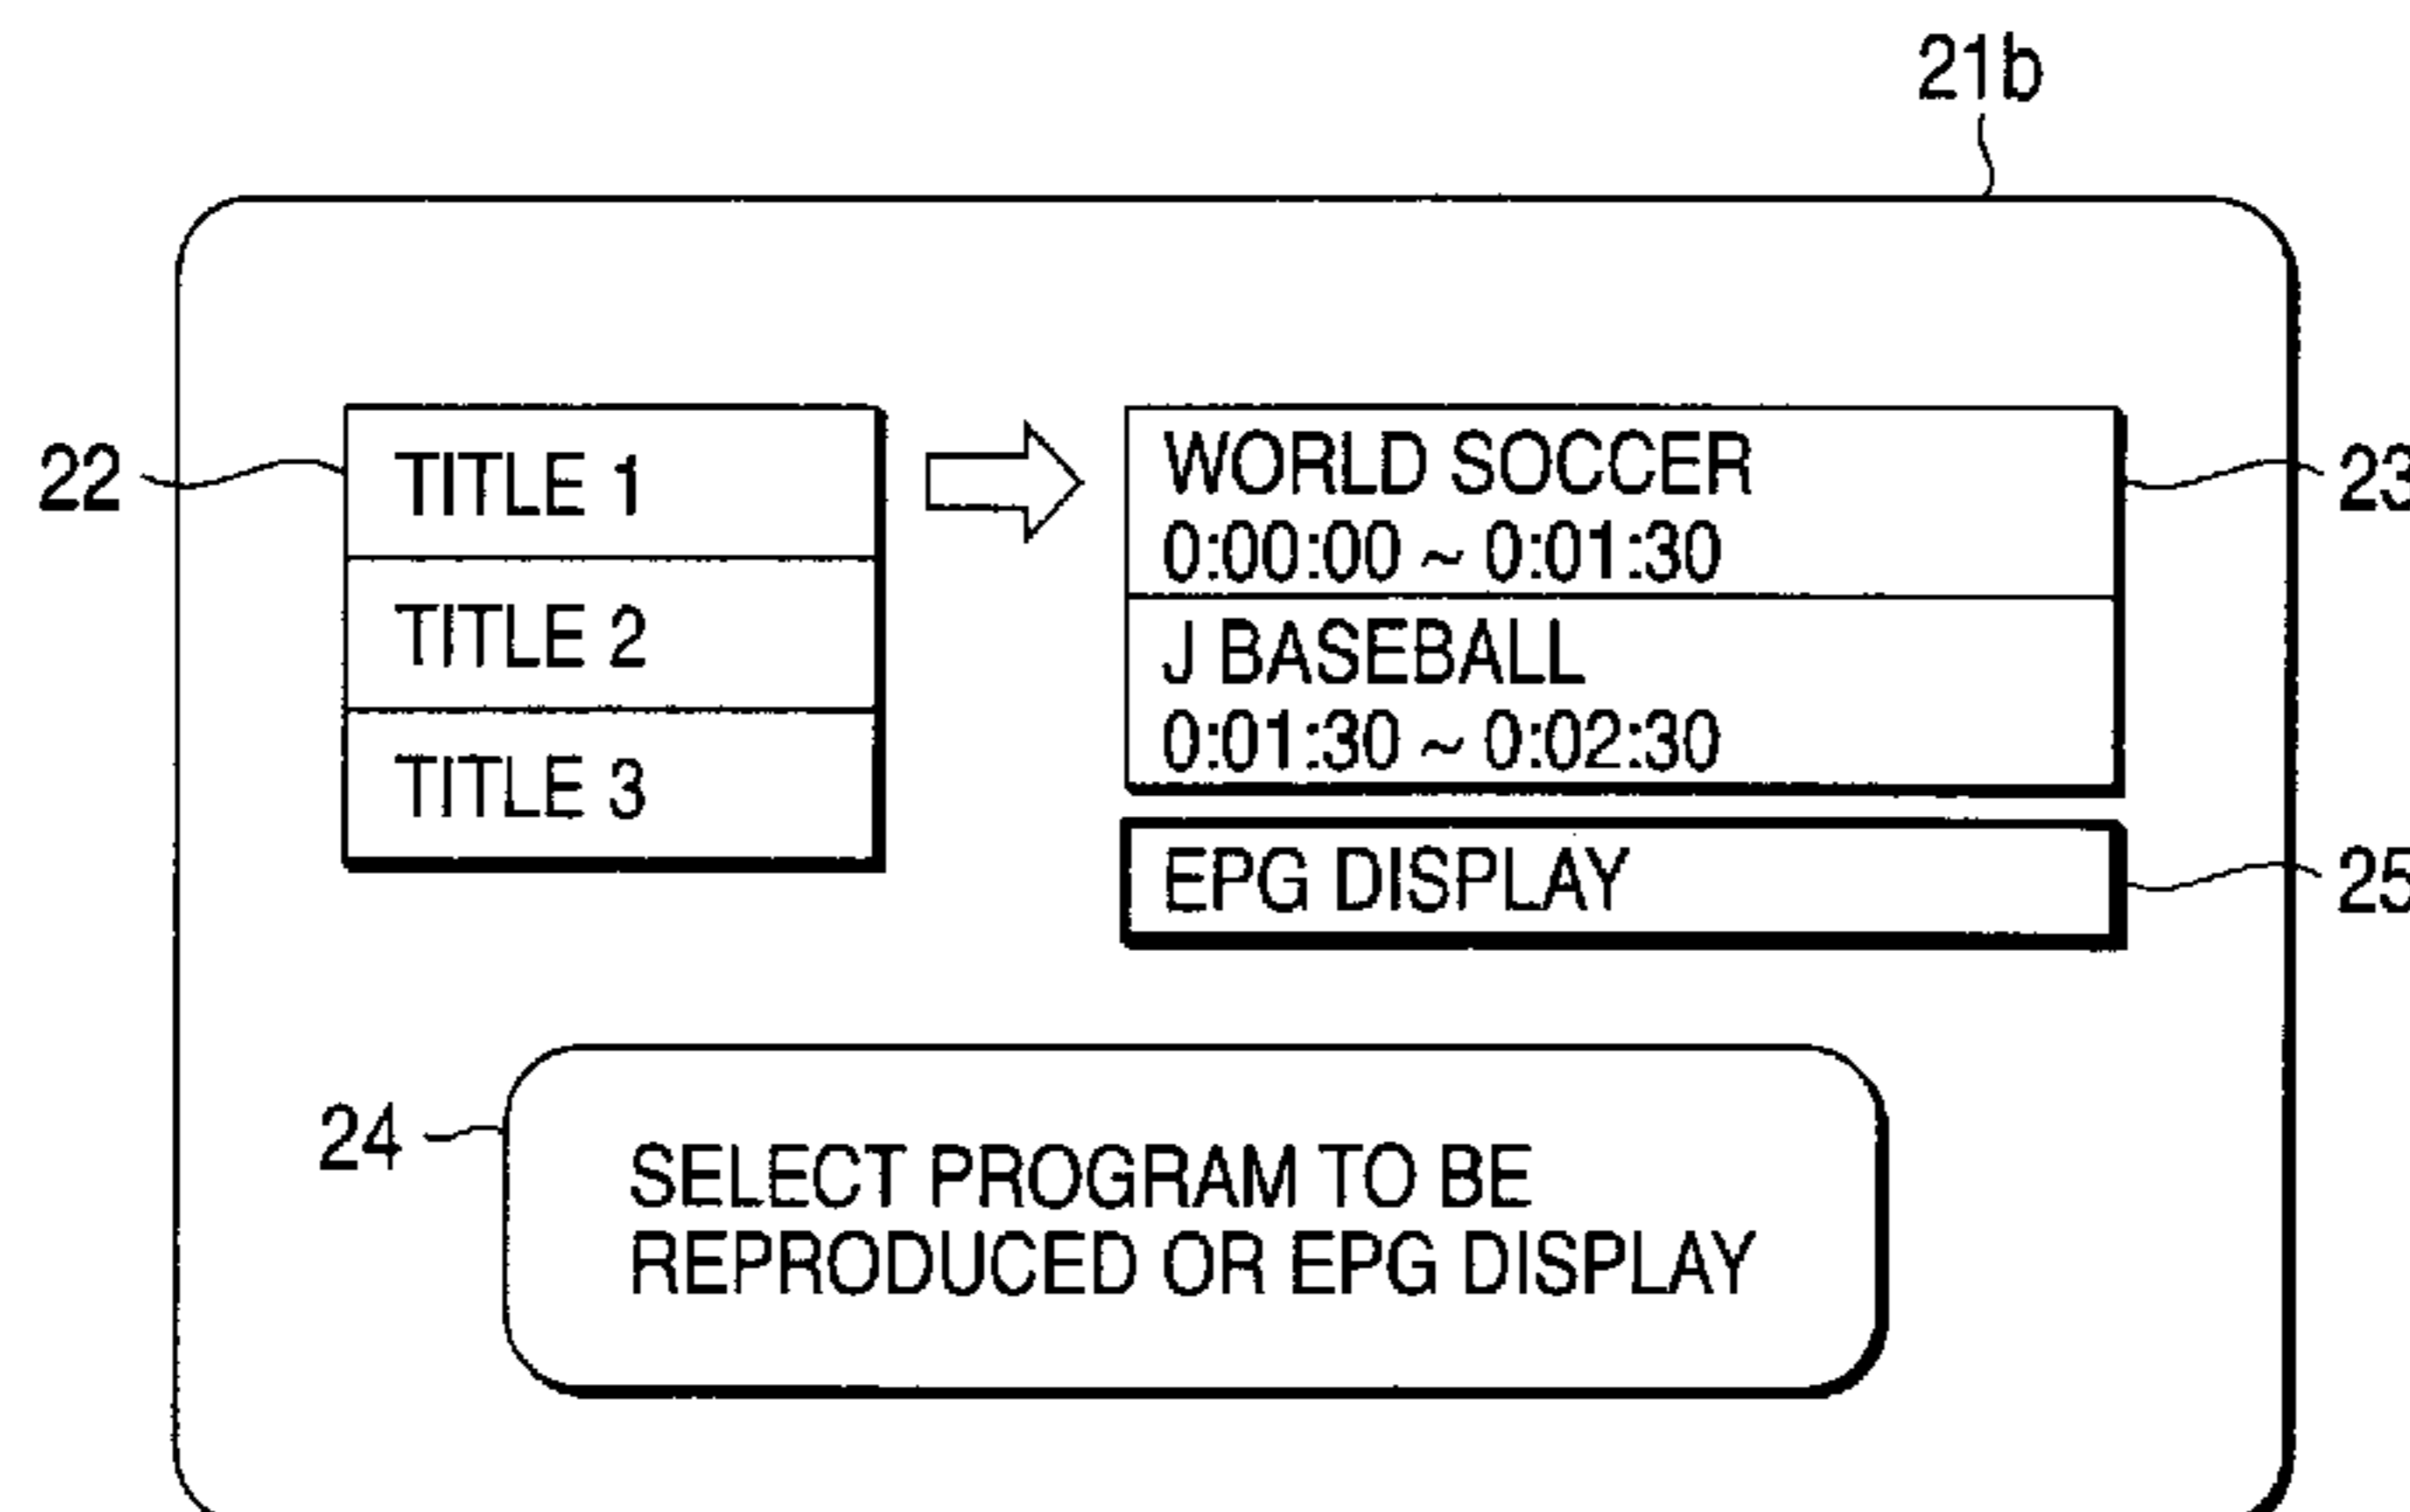 21b
22
TITLE 1
TITLE 2
TITLE 3
WORLD SOCCER
0:00:00 ~ 0:01:30
J BASEBALL
0:01:30 ~ 0:02:30
23
EPG DISPLAY
25
24
SELECT PROGRAM TO BE
REPRODUCED OR EPG DISPLAY